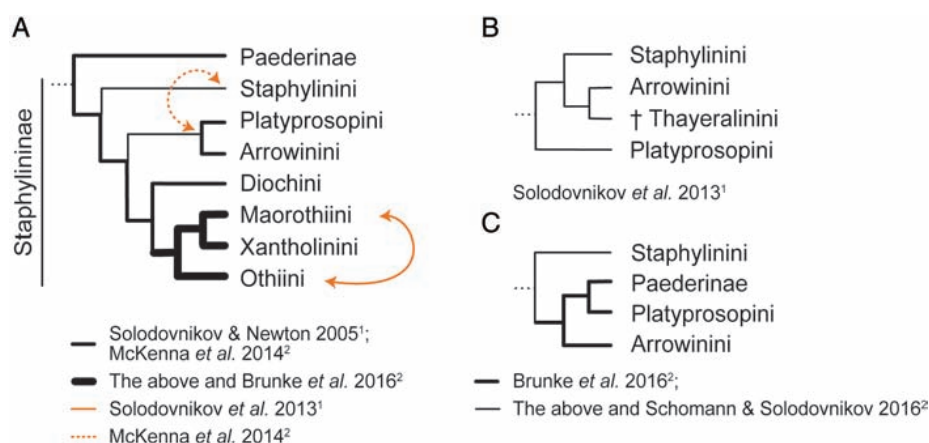 A
Paederinae
Staphylinini
Platyprosopini
Arrowinini
Diochini
Maorothiini
Xantholinini
Othiini
Staphylininae
Solodovnikov & Newton 2005¹;
McKenna et al. 2014²
The above and Brunke et al. 2016²
Solodovnikov et al. 2013¹
McKenna et al. 2014²
B
Staphylinini
Arrowinini
† Thayeralinini
Platyprosopini
Solodovnikov et al. 2013¹
C
Staphylinini
Paederinae
Platyprosopini
Arrowinini
Brunke et al. 2016²;
The above and Schomann & Solodovnikov 2016²